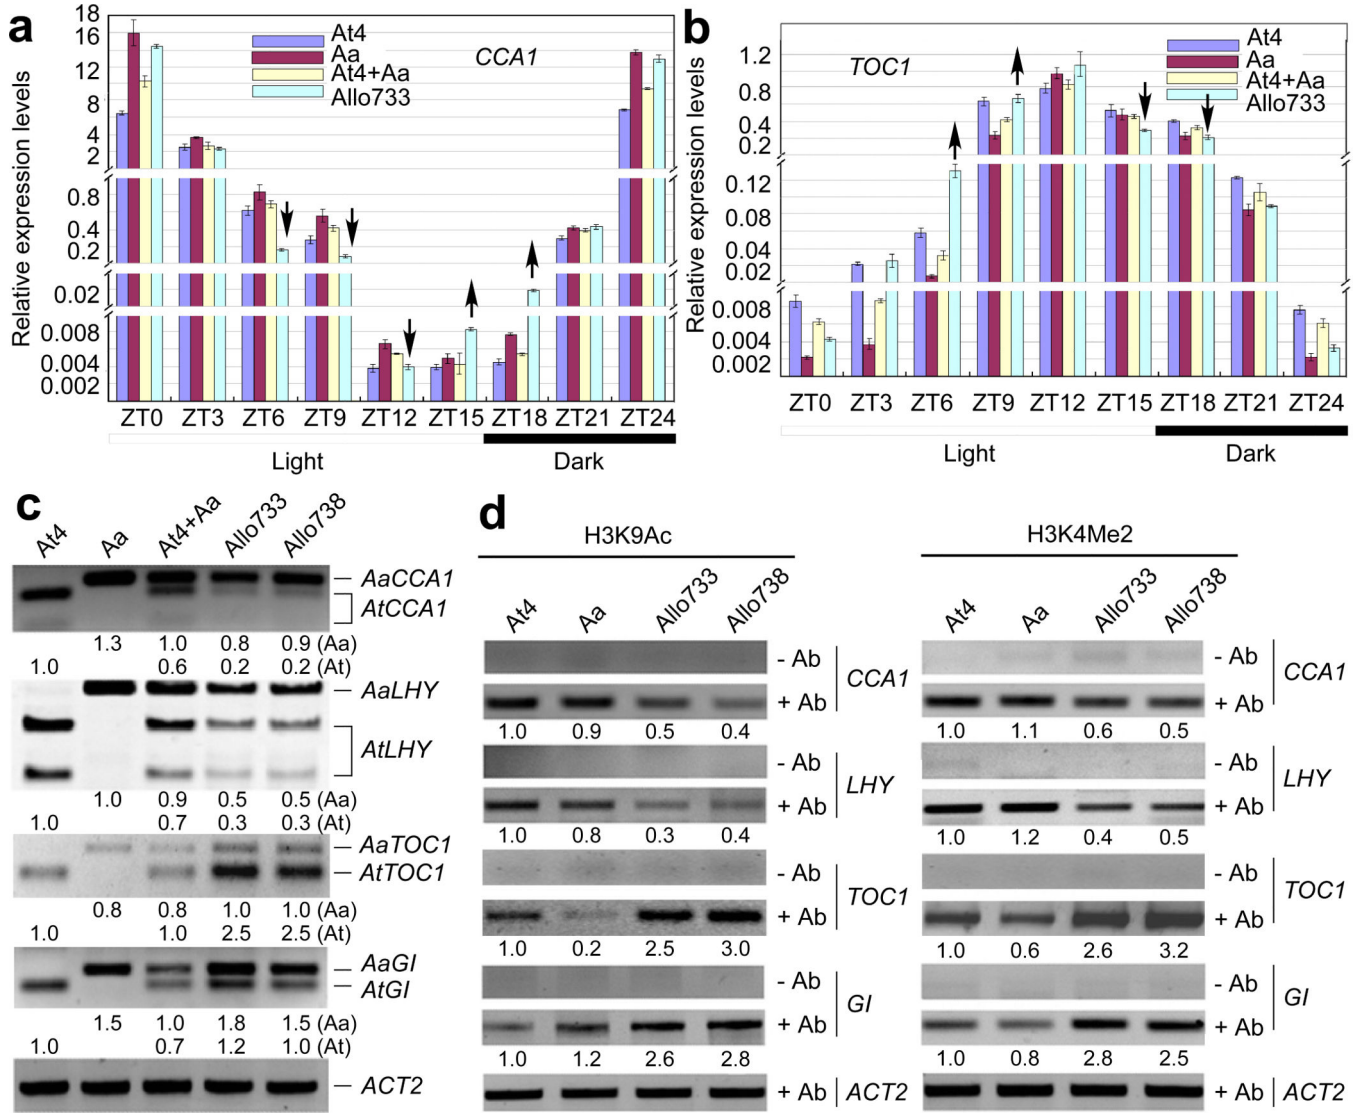 a
Relative expression levels
18
16
12
8
4
2
0.8
0.4
0.2
0.02
0.008
0.004
0.002
At4
Aa
At4+Aa
Allo733
CCA1
ZT0 ZT3 ZT6 ZT9 ZT12 ZT15 ZT18 ZT21 ZT24
Light Dark
b
Relative expression levels
1.2
0.8
0.4
0.2
0.12
0.08
0.04
0.02
0.008
0.004
0.002
TOC1
At4
Aa
At4+Aa
Allo733
ZT0 ZT3 ZT6 ZT9 ZT12 ZT15 ZT18 ZT21 ZT24
Light Dark
c
At4 Aa At4+Aa Allo733 Allo738
AaCCA1
AtCCA1
1.3 1.0 0.8 0.9 (Aa)
1.0 0.6 0.2 0.2 (At)
AaLHY
AtLHY
1.0 0.9 0.5 0.5 (Aa)
1.0 0.7 0.3 0.3 (At)
AaTOC1
AtTOC1
0.8 0.8 1.0 1.0 (Aa)
1.0 1.0 2.5 2.5 (At)
AaGI
AtGI
1.5 1.0 1.8 1.5 (Aa)
1.0 0.7 1.2 1.0 (At)
ACT2
d
H3K9Ac
At4 Aa Allo733 Allo738
- Ab
CCA1
+ Ab
1.0 0.9 0.5 0.4
- Ab
LHY
+ Ab
1.0 0.8 0.3 0.4
- Ab
TOC1
+ Ab
1.0 0.2 2.5 3.0
- Ab
GI
+ Ab
1.0 1.2 2.6 2.8
+ Ab ACT2
H3K4Me2
At4 Aa Allo733 Allo738
- Ab
CCA1
+ Ab
1.0 1.1 0.6 0.5
- Ab
LHY
+ Ab
1.0 1.2 0.4 0.5
- Ab
TOC1
+ Ab
1.0 0.6 2.6 3.2
- Ab
GI
+ Ab
1.0 0.8 2.8 2.5
+ Ab ACT2